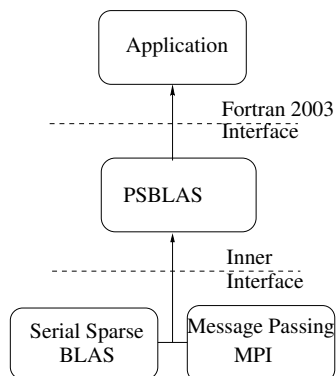 Application
Fortran 2003
Interface
PSBLAS
Inner
Interface
Serial Sparse
BLAS
Message Passing
MPI